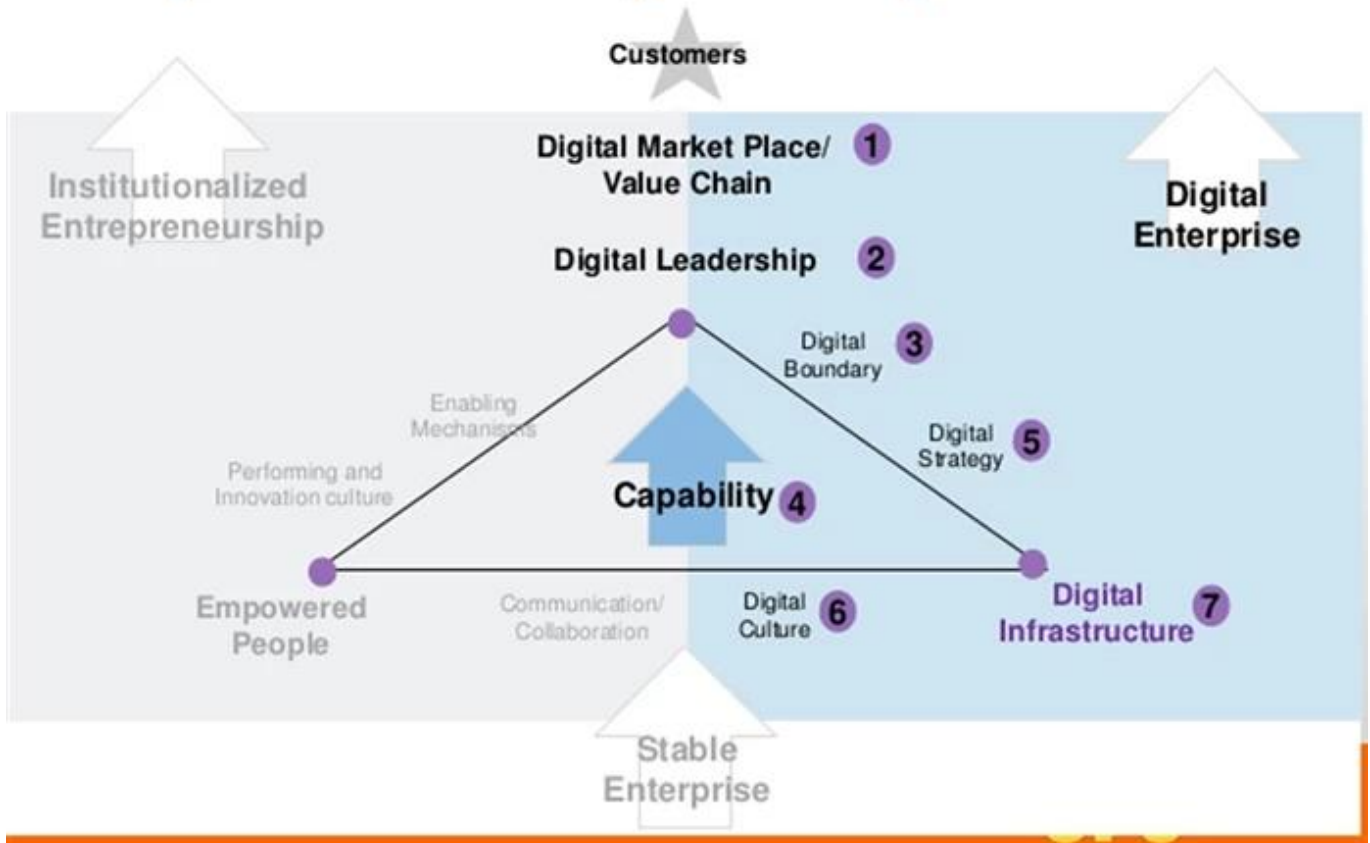 Customers
Digital Market Place/ 1
Value Chain
Institutionalized
Entrepreneurship
Digital
Enterprise
Digital Leadership 2
Digital 3
Boundary
Enabling
Mechanisms
Digital 5
Strategy
Performing and
Innovation culture
Capability 4
Empowered
People
Communication/
Collaboration
Digital 6
Culture
Digital 7
Infrastructure
Stable
Enterprise